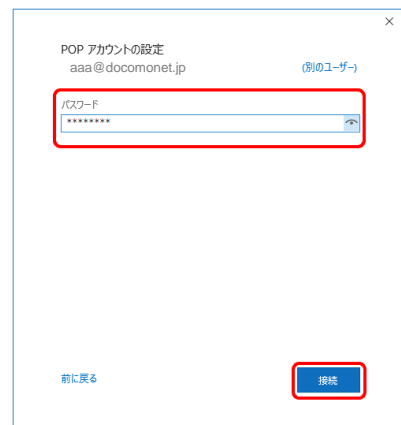 POP アカウントの設定
aaa@docomonet.jp (別のユーザー)
パスワード
********
前に戻る 接続